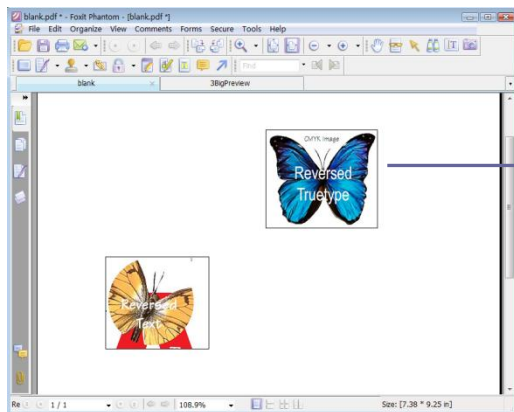 blank.pdf * - Foxit Phantom - [blank.pdf *]
File Edit Organize View Comments Forms Secure Tools Help
Find
blank
3BigPreview
CMYK Image
Reversed
Truetype
Reversed
Text
1 / 1
108.9%
Size: [7.38 * 9.25 in]